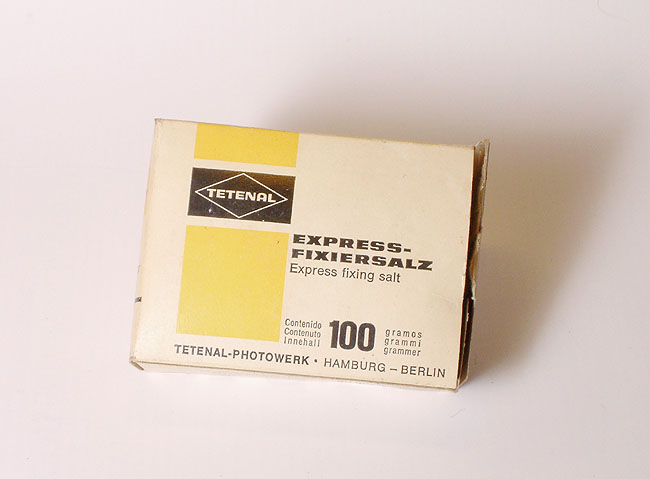 TETENAL
EXPRESS-
FIXIERSALZ
Express fixing salt
Contenido 100 gramos
Contenuto grammi
Innehall grammer
TETENAL-PHOTOWERK · HAMBURG – BERLIN